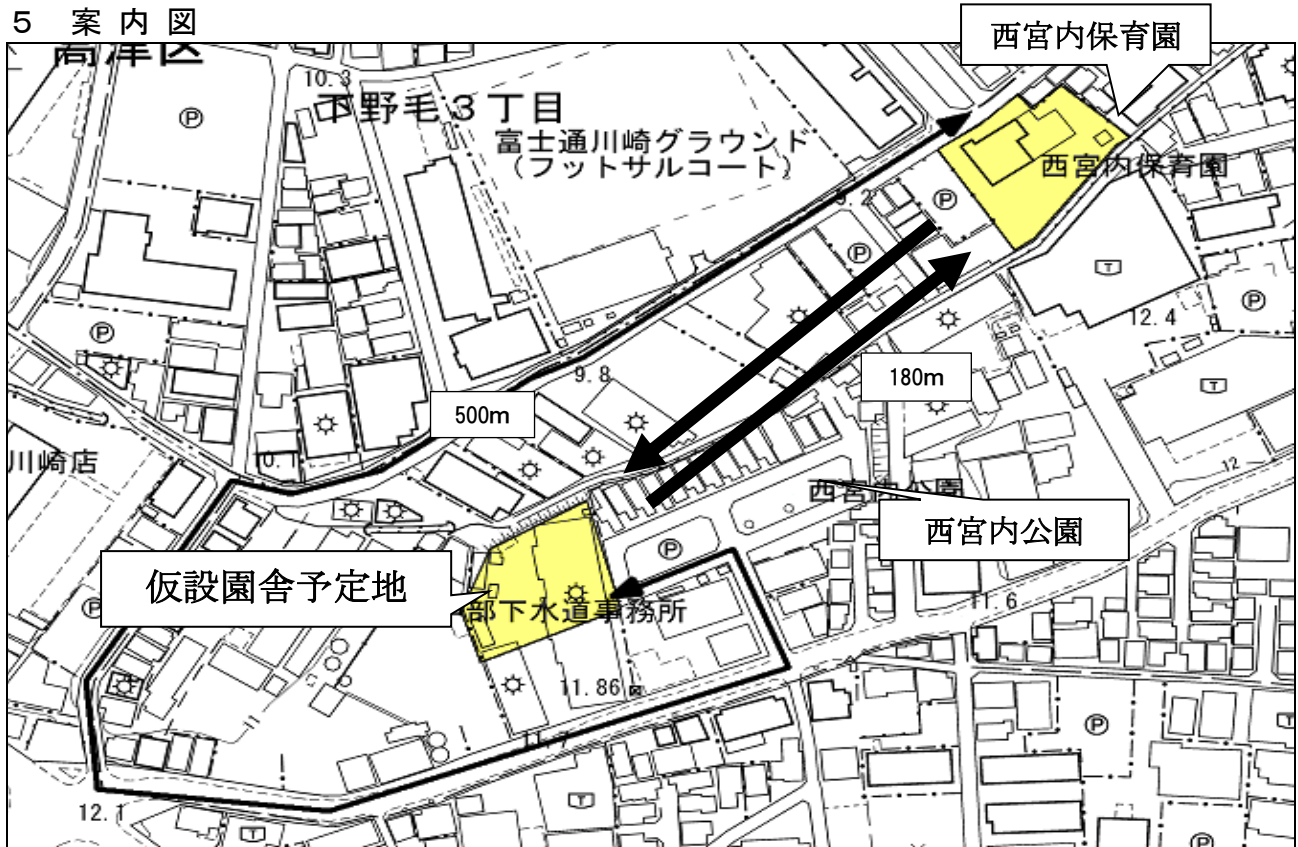 5 案内図
高津区
西宮内保育園
10.3
下野毛3丁目
Ⓟ
富士通川崎グラウンド
(フットサルコート)
西宮内保育園
Ⓟ
Ⓟ
Ⓟ
Ⓟ
12.4
9.8
180m
500m
川崎店
12
西宮内公園
西宮内公園
Ⓟ
仮設園舎予定地
部下水道事務所
11.6
Ⓟ
11.86
Ⓟ
12.1
Ⓟ